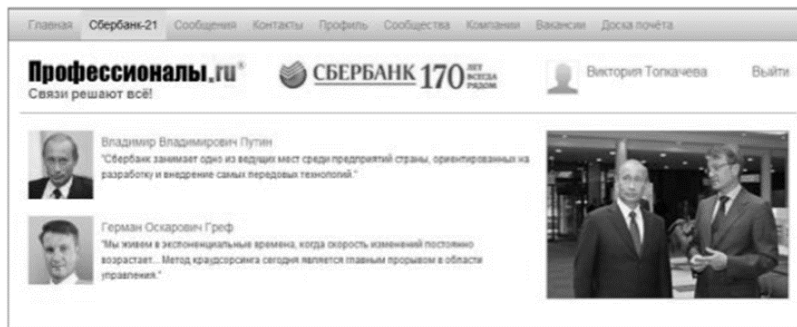 Главная Сбербанк-21 Сообщения Контакты Профиль Сообщества Компании Вакансии Доска почёта
Профессионалы.ru®
Связи решают всё!
СБЕРБАНК 170 ЛЕТ ВСЕГДА РЯДОМ
Виктория Топкачева Выйти
Владимир Владимирович Путин
"Сбербанк занимает одно из ведущих мест среди предприятий страны, ориентированных на
разработку и внедрение самых передовых технологий."
Герман Оскарович Греф
"Мы живем в экспоненциальные времена, когда скорость изменений постоянно
возрастает... Метод краудсорсинга сегодня является главным прорывом в области
управления."